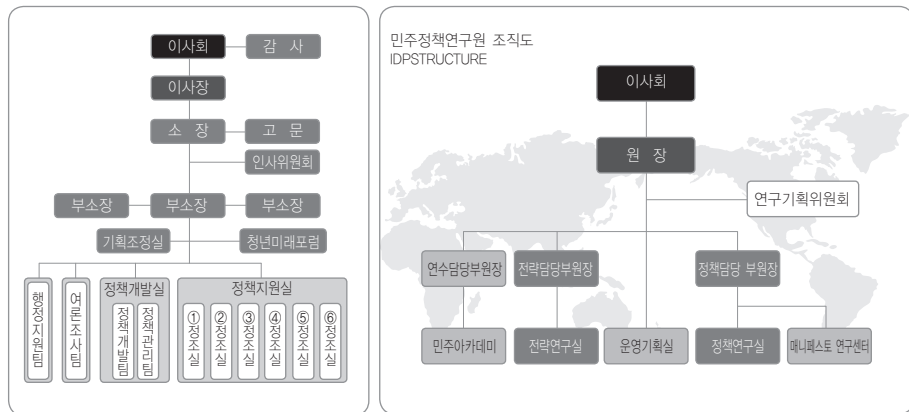 이사회
감 사
이사장
소 장
고 문
인사위원회
부소장
부소장
부소장
기획조정실
청년미래포럼
행정지원팀
여론조사팀
정책개발실
정책개발팀
정책관리팀
정책지원실
①정조실
②정조실
③정조실
④정조실
⑤정조실
⑥정조실
민주정책연구원 조직도
IDPSTRUCTURE
이사회
원 장
연구기획위원회
연수담당부원장
전략담당부원장
정책담당 부원장
민주아카데미
전략연구실
운영기획실
정책연구실
매니페스토 연구센터